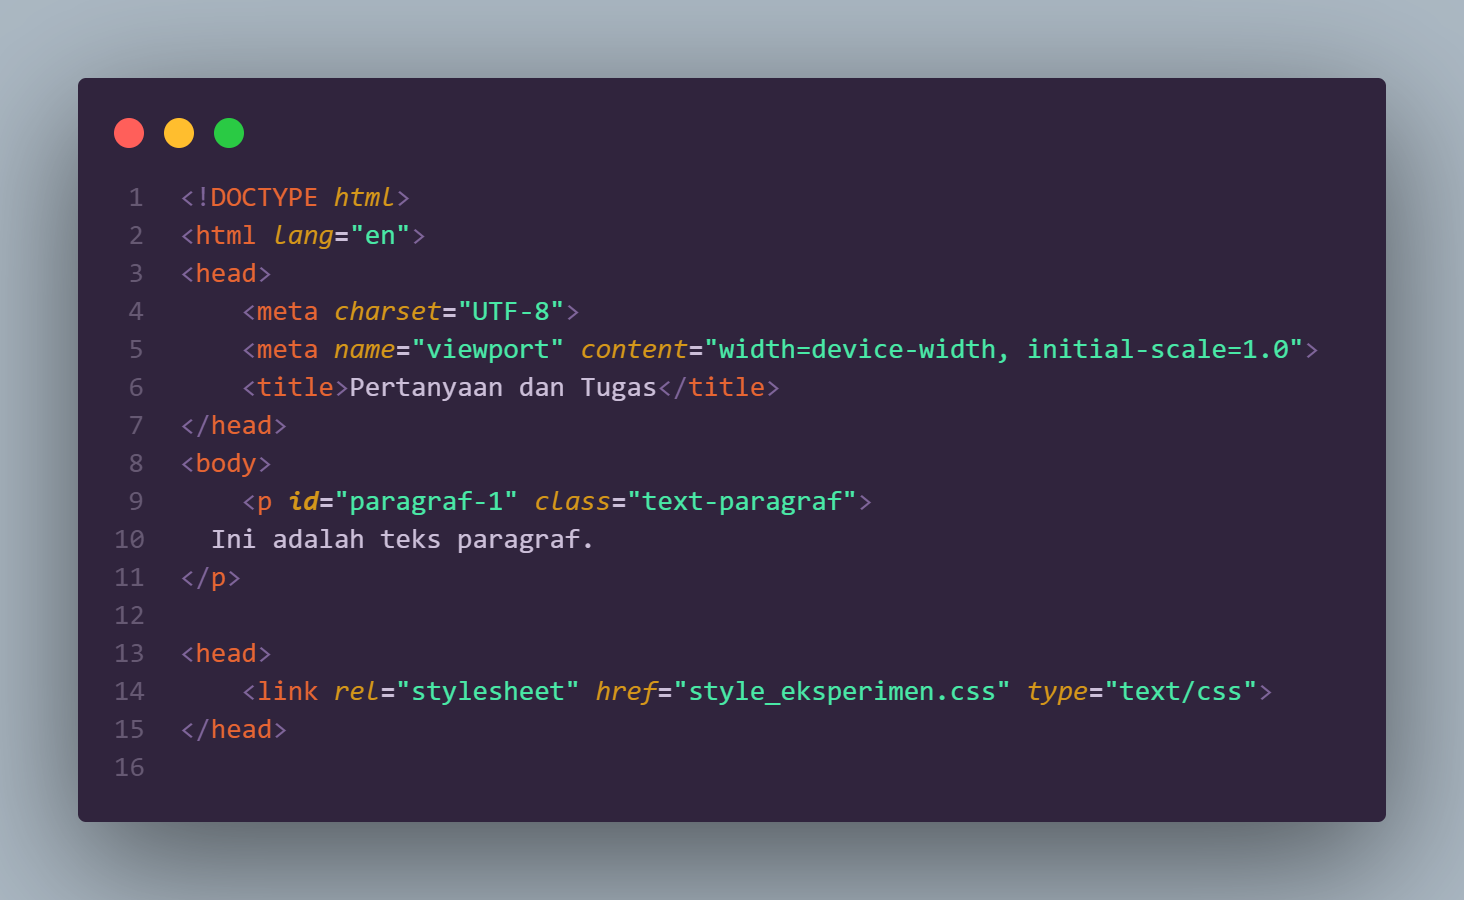 1 <!DOCTYPE html>
2 <html lang="en">
3 <head>
4     <meta charset="UTF-8">
5     <meta name="viewport" content="width=device-width, initial-scale=1.0">
6     <title>Pertanyaan dan Tugas</title>
7 </head>
8 <body>
9     <p id="paragraf-1" class="text-paragraf">
10   Ini adalah teks paragraf.
11 </p>
12
13 <head>
14     <link rel="stylesheet" href="style_eksperimen.css" type="text/css">
15 </head>
16